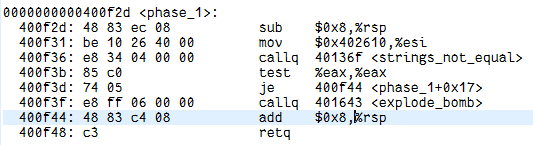 0000000000400f2d <phase_1>:
400f2d: 48 83 ec 08 sub $0x8,%rsp
400f31: be 10 26 40 00 mov $0x402610,%esi
400f36: e8 34 04 00 00 callq 40136f <strings_not_equal>
400f3b: 85 c0 test %eax,%eax
400f3d: 74 05 je 400f44 <phase_1+0x17>
400f3f: e8 ff 06 00 00 callq 401643 <explode_bomb>
400f44: 48 83 c4 08 add $0x8,%rsp
400f48: c3 retq